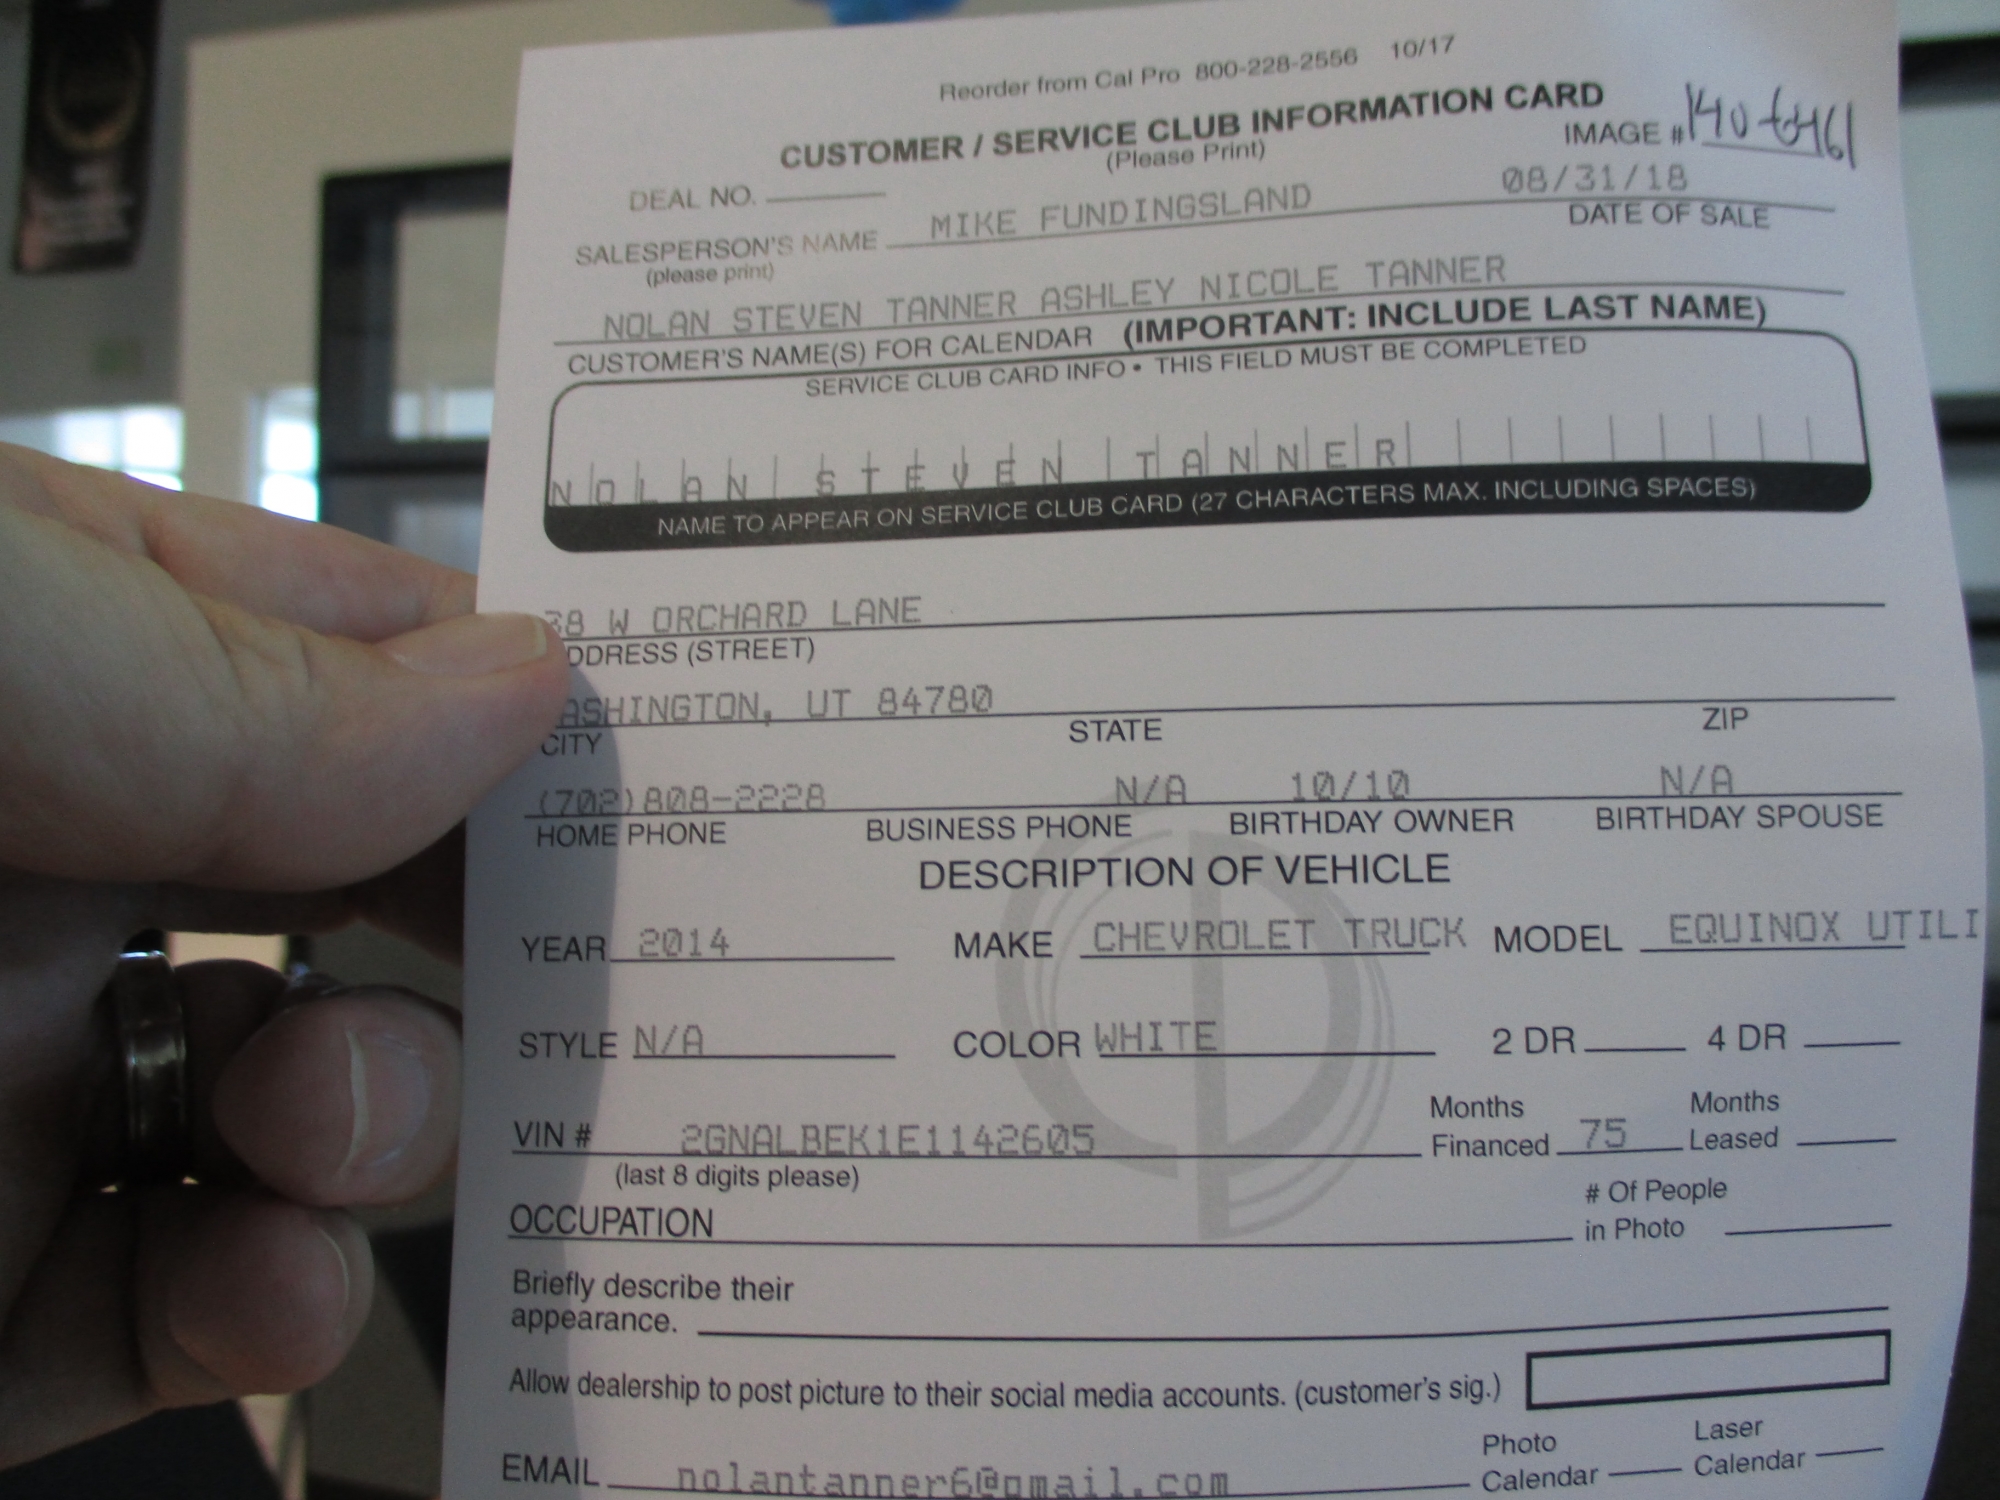 Reorder from Cal Pro 800-228-2556 10/17
CUSTOMER / SERVICE CLUB INFORMATION CARD
(Please Print)
IMAGE #
DEAL NO.
SALESPERSON'S NAME MIKE FUNDINGSLAND 08/31/18
(please print) DATE OF SALE
NOLAN STEVEN TANNER ASHLEY NICOLE TANNER
CUSTOMER'S NAME(S) FOR CALENDAR (IMPORTANT: INCLUDE LAST NAME)
SERVICE CLUB CARD INFO • THIS FIELD MUST BE COMPLETED
NOLAN STEVEN TANNER
NAME TO APPEAR ON SERVICE CLUB CARD (27 CHARACTERS MAX. INCLUDING SPACES)
38 W ORCHARD LANE
DDRESS (STREET)
ASHINGTON, UT 84780
CITY STATE ZIP
(702)808-2228 N/A 10/10 N/A
HOME PHONE BUSINESS PHONE BIRTHDAY OWNER BIRTHDAY SPOUSE
DESCRIPTION OF VEHICLE
YEAR 2014 MAKE CHEVROLET TRUCK MODEL EQUINOX UTILI
STYLE N/A COLOR WHITE 2 DR 4 DR
VIN # 2GNALBEK1E1142605 Months Financed 75 Months Leased
(last 8 digits please)
OCCUPATION # Of People in Photo
Briefly describe their
appearance.
Allow dealership to post picture to their social media accounts. (customer's sig.)
EMAIL nolantanner6@gmail.com Photo Calendar Laser Calendar